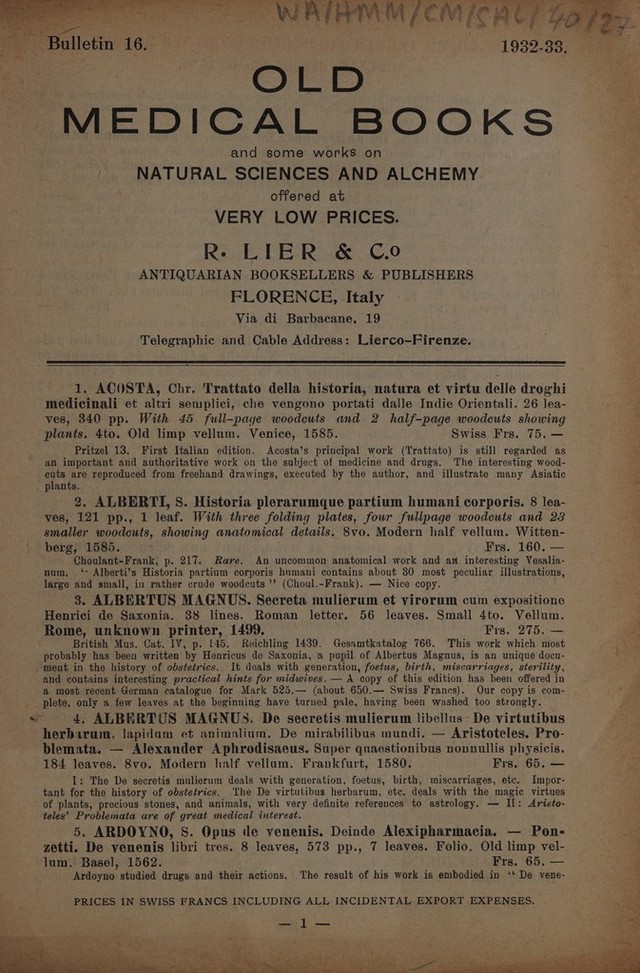 WA/HMM/CM/SAL/40/27
Bulletin 16. 1932-33.
OLD
MEDICAL BOOKS
and some works on
NATURAL SCIENCES AND ALCHEMY
offered at
VERY LOW PRICES.
R. LIER & C.o
ANTIQUARIAN BOOKSELLERS & PUBLISHERS
FLORENCE, Italy
Via di Barbacane, 19
Telegraphic and Cable Address: Lierco-Firenze.
1. ACOSTA, Chr. Trattato della historia, natura et virtu delle droghi
medicinali et altri semplici, che vengono portati dalle Indie Orientali. 26 lea-
ves, 340 pp. With 45 full-page woodcuts and 2 half-page woodcuts showing
plants. 4to. Old limp vellum. Venice, 1585. Swiss Frs. 75. —
Pritzel 13. First Italian edition. Acosta's principal work (Trattato) is still regarded as
an important and authoritative work on the subject of medicine and drugs. The interesting wood-
cuts are reproduced from freehand drawings, executed by the author, and illustrate many Asiatic
plants.
2. ALBERTI, S. Historia plerarumque partium humani corporis. 8 lea-
ves, 121 pp., 1 leaf. With three folding plates, four fullpage woodcuts and 23
smaller woodcuts, showing anatomical details. 8vo. Modern half vellum. Witten-
berg, 1585. Frs. 160. —
Choulant-Frank, p. 217. Rare. An uncommon anatomical work and an interesting Vesalia-
num. “ Alberti's Historia partium corporis humani contains about 30 most peculiar illustrations,
large and small, in rather crude woodcuts ” (Choul.-Frank). — Nice copy.
3. ALBERTUS MAGNUS. Secreta mulierum et virorum cum expositione
Henrici de Saxonia. 38 lines. Roman letter. 56 leaves. Small 4to. Vellum.
Rome, unknown printer, 1499. Frs. 275. —
British Mus. Cat. IV, p. 145. Reichling 1439. Gesamtkatalog 766. This work which most
probably has been written by Henricus de Saxonia, a pupil of Albertus Magnus, is an unique docu-
ment in the history of obstetrics. It deals with generation, foetus, birth, miscarriages, sterility,
and contains interesting practical hints for midwives. — A copy of this edition has been offered in
a most recent German catalogue for Mark 525.— (about 650.— Swiss Francs). Our copy is com-
plete, only a few leaves at the beginning have turned pale, having been washed too strongly.
4. ALBERTUS MAGNUS. De secretis mulierum libellus De virtutibus
herbarum, lapidum et animalium. De mirabilibus mundi. — Aristoteles. Pro-
blemata. — Alexander Aphrodisaeus. Super quaestionibus nonnullis physicis.
184 leaves. 8vo. Modern half vellum. Frankfurt, 1580. Frs. 65. —
I: The De secretis mulierum deals with generation, foetus, birth, miscarriages, etc. Impor-
tant for the history of obstetrics. The De virtutibus herbarum, etc. deals with the magic virtues
of plants, precious stones, and animals, with very definite references to astrology. — II: Aristo-
teles' Problemata are of great medical interest.
5. ARDOYNO, S. Opus de venenis. Deinde Alexipharmacia. — Pon-
zetti. De venenis libri tres. 8 leaves, 573 pp., 7 leaves. Folio. Old limp vel-
lum. Basel, 1562. Frs. 65. —
Ardoyno studied drugs and their actions. The result of his work is embodied in “ De vene-
PRICES IN SWISS FRANCS INCLUDING ALL INCIDENTAL EXPORT EXPENSES.
— 1 —